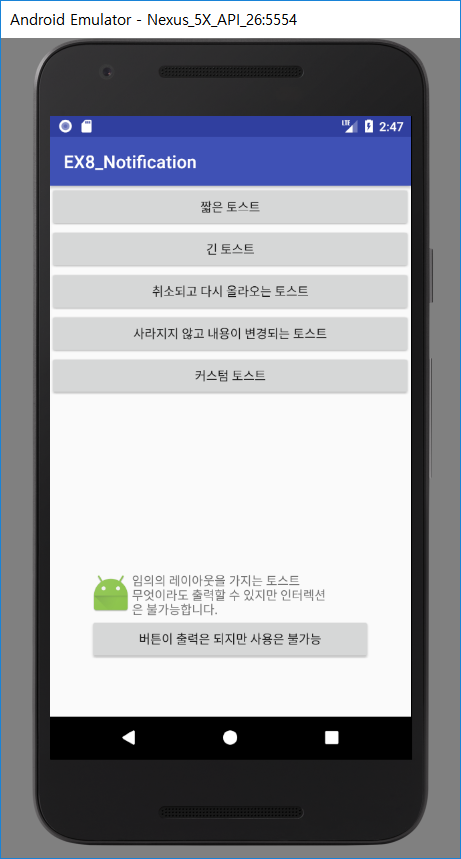 Android Emulator - Nexus_5X_API_26:5554
LTE 2:47
EX8_Notification
짧은 토스트
긴 토스트
취소되고 다시 올라오는 토스트
사라지지 않고 내용이 변경되는 토스트
커스텀 토스트
임의의 레이아웃을 가지는 토스트
무엇이라도 출력할 수 있지만 인터렉션
은 불가능합니다.
버튼이 출력은 되지만 사용은 불가능